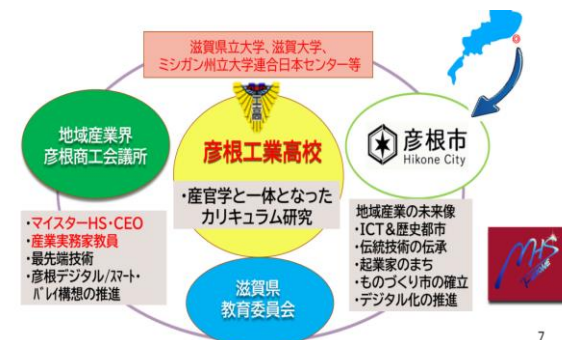 滋賀県立大学、滋賀大学、
ミシガン州立大学連合日本センター等
地域産業界
彦根商工会議所
・マイスターHS・CEO
・産業実務家教員
・最先端技術
・彦根デジタル/スマート・
バレイ構想の推進
彦根工業高校
・産官学と一体となった
カリキュラム研究
滋賀県
教育委員会
彦根市
Hikone City
地域産業の未来像
・ICT&歴史都市
・伝統技術の伝承
・起業家のまち
・ものづくり市の確立
・デジタル化の推進
MHS
7